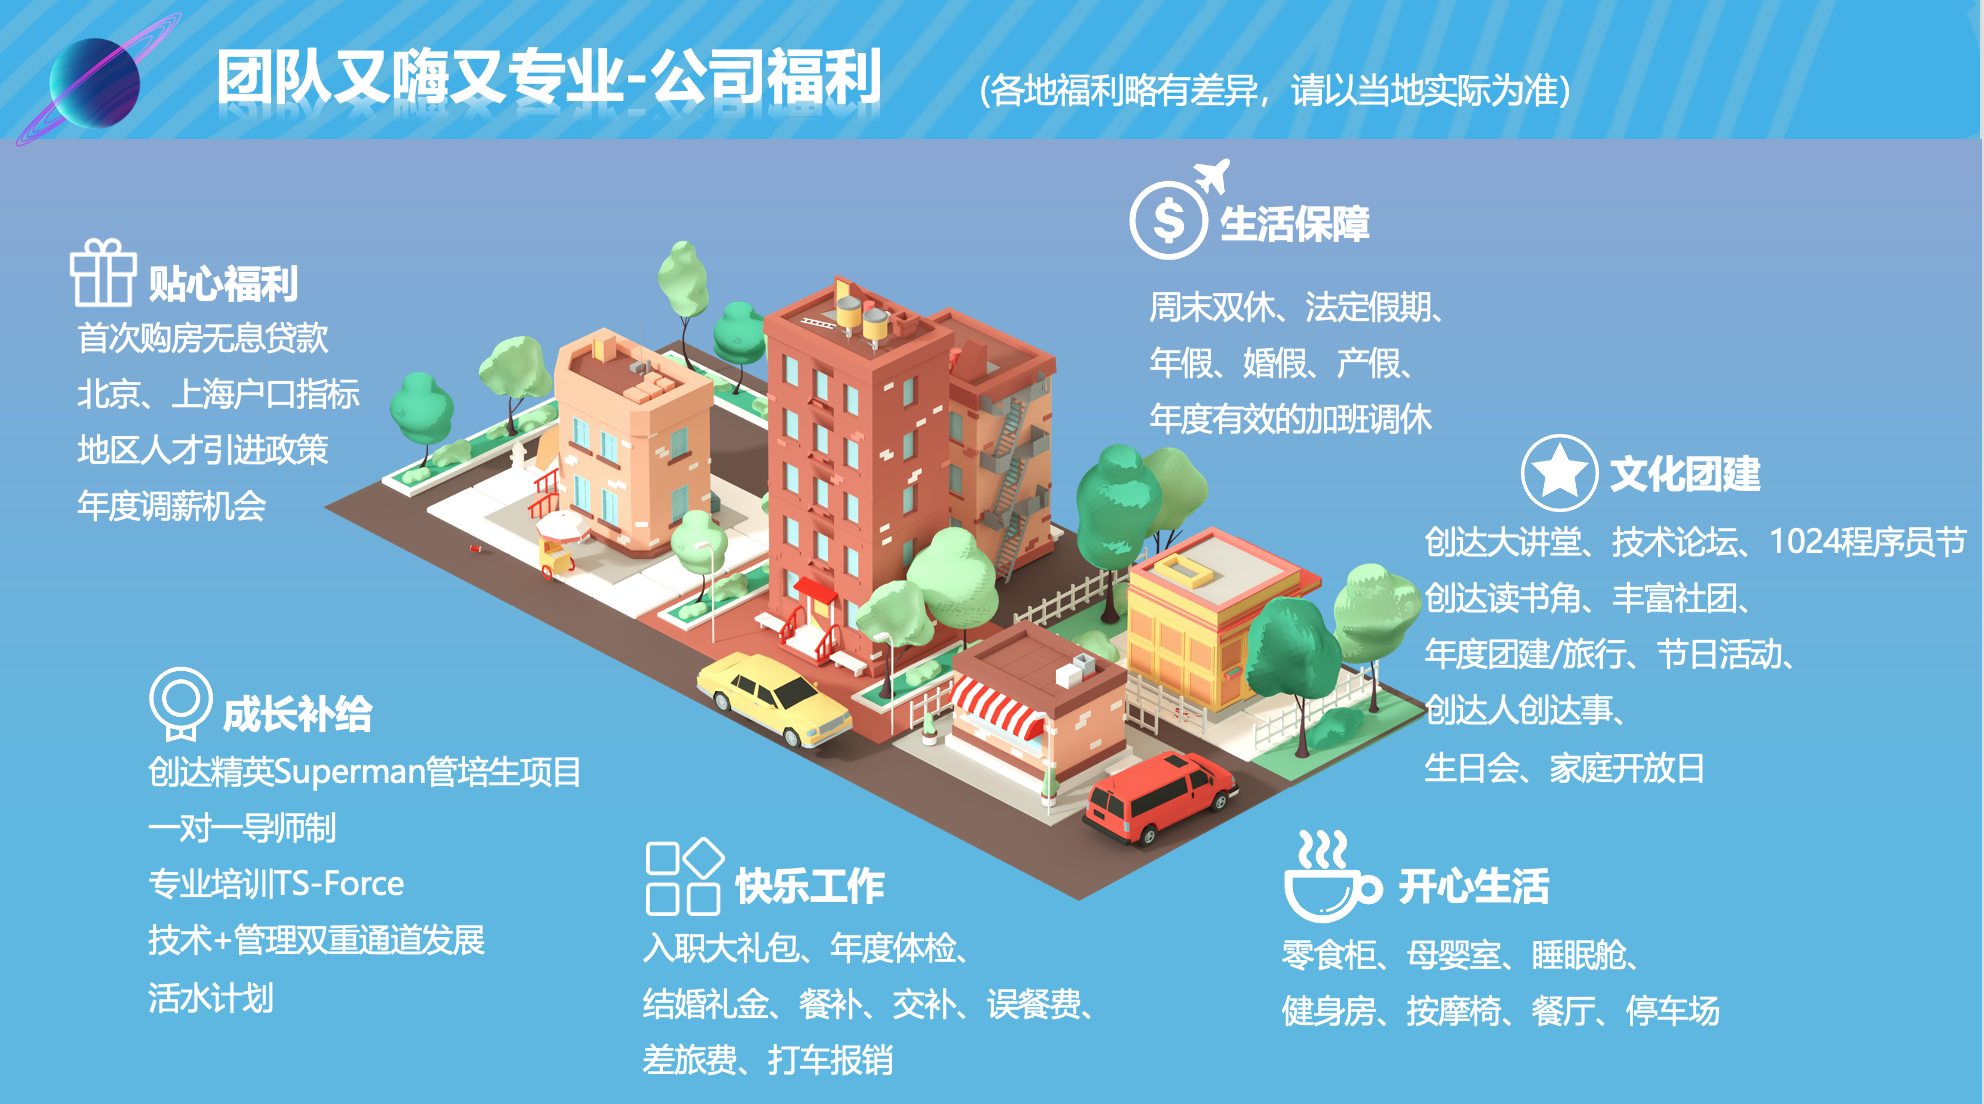 团队又嗨又专业-公司福利
(各地福利略有差异，请以当地实际为准)
贴心福利
首次购房无息贷款
北京、上海户口指标
地区人才引进政策
年度调薪机会
生活保障
周末双休、法定假期、
年假、婚假、产假、
年度有效的加班调休
文化团建
创达大讲堂、技术论坛、1024程序员节
创达读书角、丰富社团、
年度团建/旅行、节日活动、
创达人创达事、
生日会、家庭开放日
成长补给
创达精英Superman管培生项目
一对一导师制
专业培训TS-Force
技术+管理双重通道发展
活水计划
快乐工作
入职大礼包、年度体检、
结婚礼金、餐补、交补、误餐费、
差旅费、打车报销
开心生活
零食柜、母婴室、睡眠舱、
健身房、按摩椅、餐厅、停车场